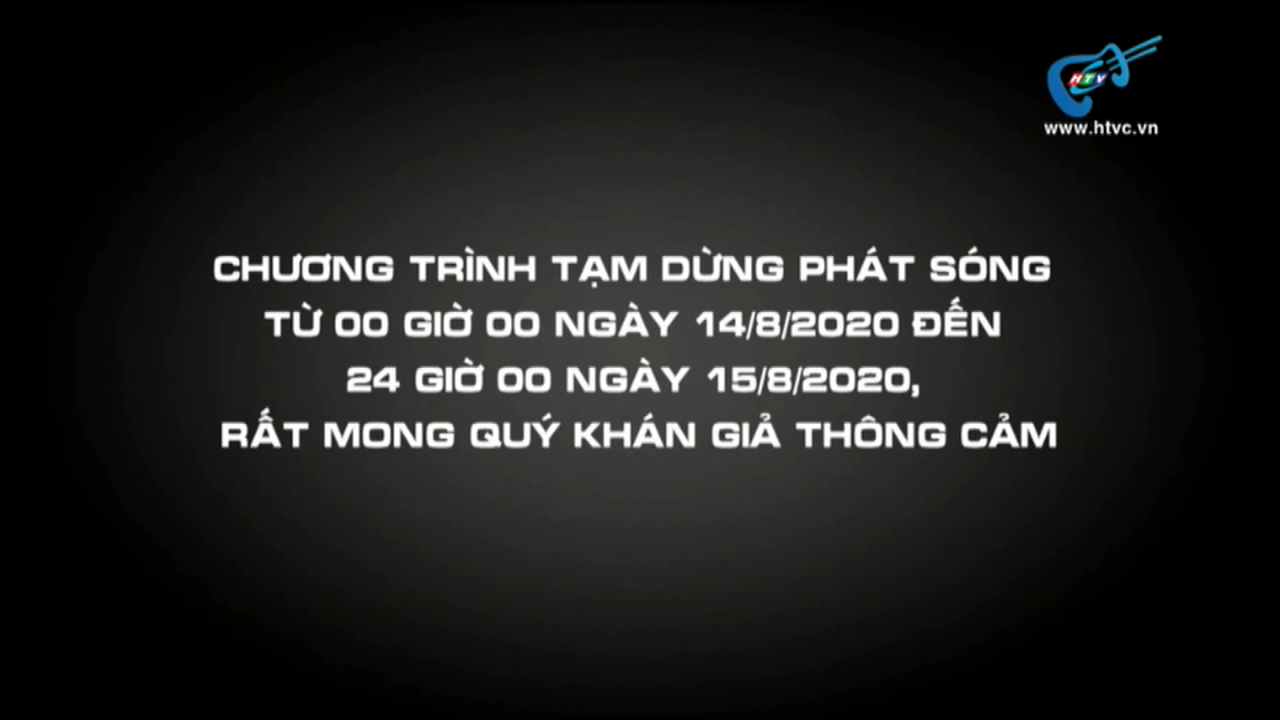 HTV
www.htvc.vn
CHƯƠNG TRÌNH TẠM DỪNG PHÁT SÓNG
TỪ 00 GIỜ 00 NGÀY 14/8/2020 ĐẾN
24 GIỜ 00 NGÀY 15/8/2020,
RẤT MONG QUÝ KHÁN GIẢ THÔNG CẢM